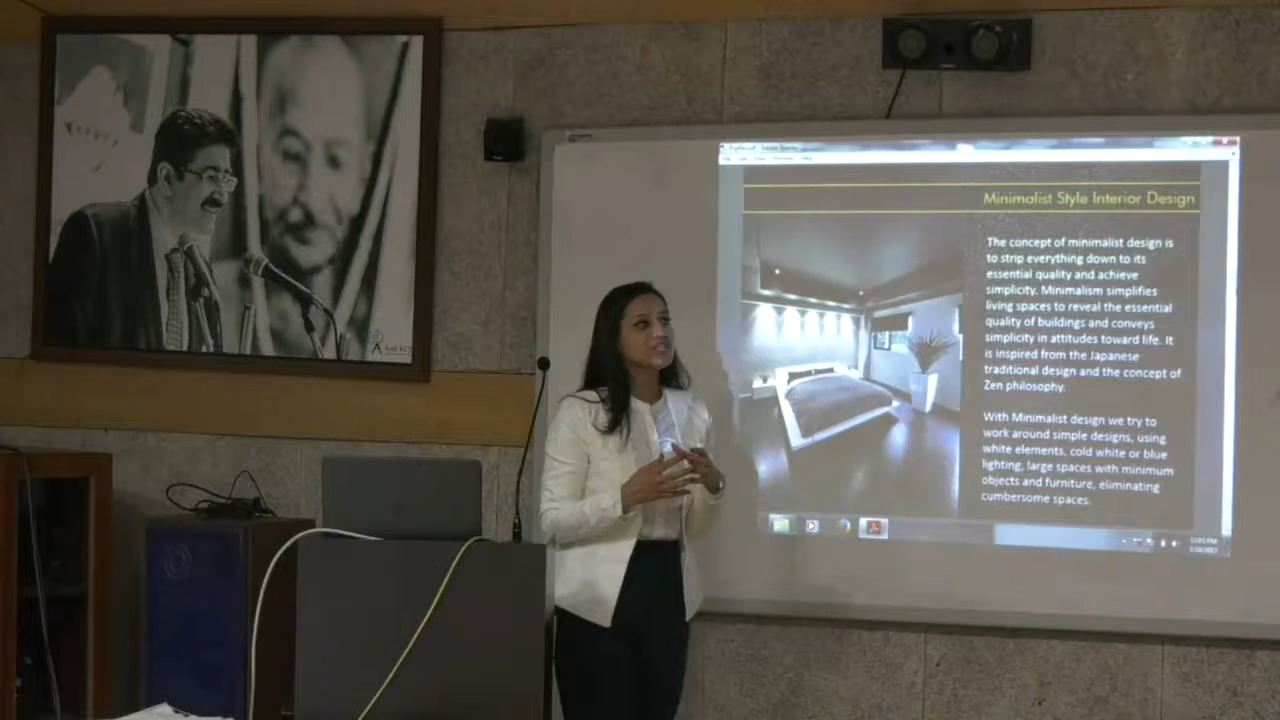 Minimalist Style Interior Design
The concept of minimalist design is
to strip everything down to its
essential quality and achieve
simplicity. Minimalism simplifies
living spaces to reveal the essential
quality of buildings and conveys
simplicity in attitudes toward life. It
is inspired from the Japanese
traditional design and the concept of
Zen philosophy.
With Minimalist design we try to
work around simple designs, using
white elements, cold white or blue
lighting, large spaces with minimum
objects and furniture, eliminating
cumbersome spaces.